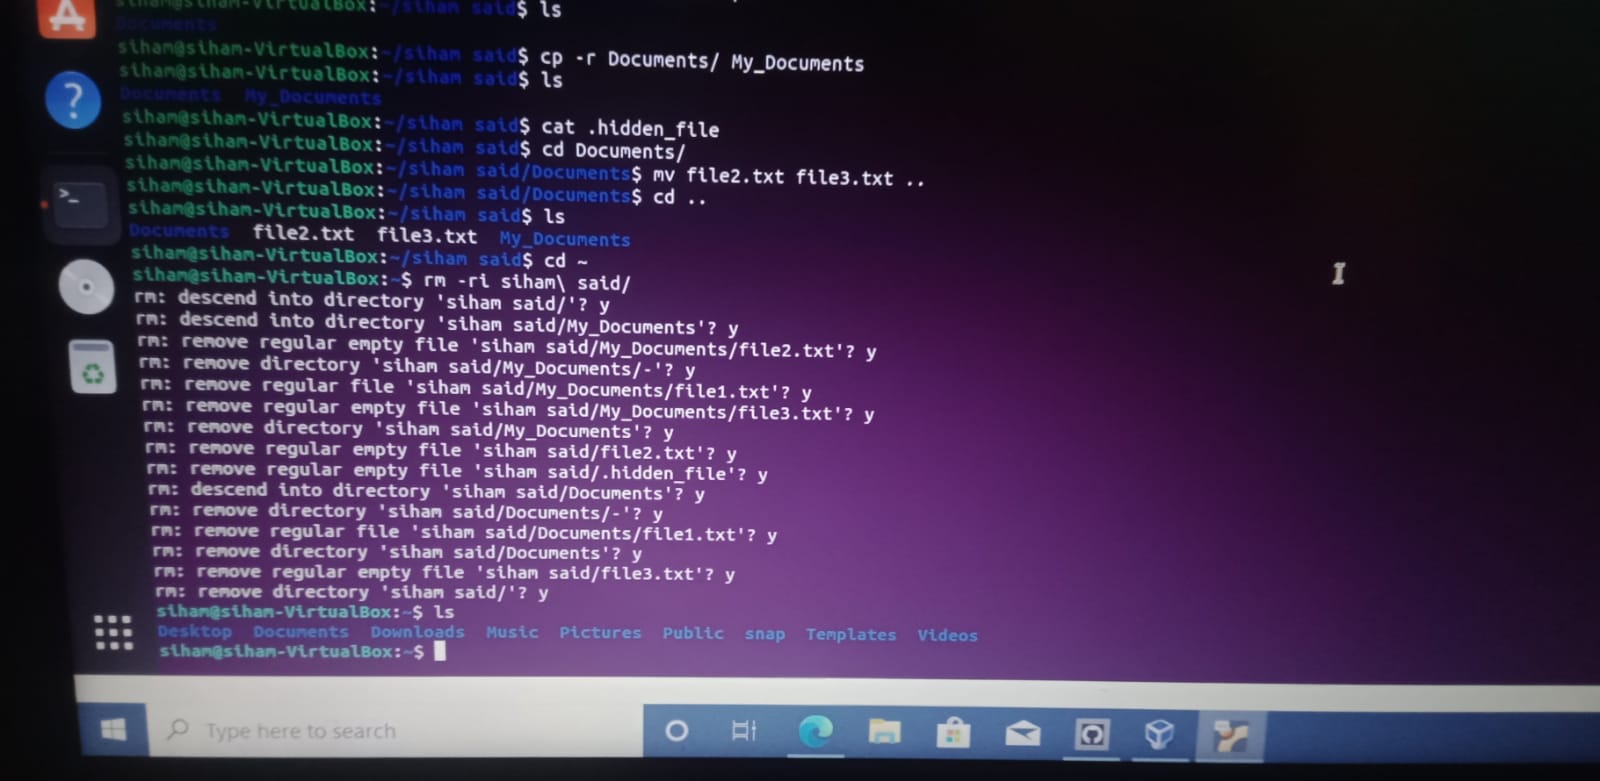 siham@siham-VirtualBox:~/siham said$ ls
Documents
siham@siham-VirtualBox:~/siham said$ cp -r Documents/ My_Documents
siham@siham-VirtualBox:~/siham said$ ls
Documents  My_Documents
siham@siham-VirtualBox:~/siham said$ cat .hidden_file
siham@siham-VirtualBox:~/siham said$ cd Documents/
siham@siham-VirtualBox:~/siham said/Documents$ mv file2.txt file3.txt ..
siham@siham-VirtualBox:~/siham said/Documents$ cd ..
siham@siham-VirtualBox:~/siham said$ ls
Documents  file2.txt  file3.txt  My_Documents
siham@siham-VirtualBox:~/siham said$ cd ~
siham@siham-VirtualBox:~$ rm -ri siham\ said/
rm: descend into directory 'siham said/'? y
rm: descend into directory 'siham said/My_Documents'? y
rm: remove regular empty file 'siham said/My_Documents/file2.txt'? y
rm: remove directory 'siham said/My_Documents/-'? y
rm: remove regular file 'siham said/My_Documents/file1.txt'? y
rm: remove regular empty file 'siham said/My_Documents/file3.txt'? y
rm: remove directory 'siham said/My_Documents'? y
rm: remove regular empty file 'siham said/file2.txt'? y
rm: remove regular empty file 'siham said/.hidden_file'? y
rm: descend into directory 'siham said/Documents'? y
rm: remove directory 'siham said/Documents/-'? y
rm: remove regular file 'siham said/Documents/file1.txt'? y
rm: remove directory 'siham said/Documents'? y
rm: remove regular empty file 'siham said/file3.txt'? y
rm: remove directory 'siham said/'? y
siham@siham-VirtualBox:~$ ls
Desktop  Documents  Downloads  Music  Pictures  Public  snap  Templates  Videos
siham@siham-VirtualBox:~$
Type here to search